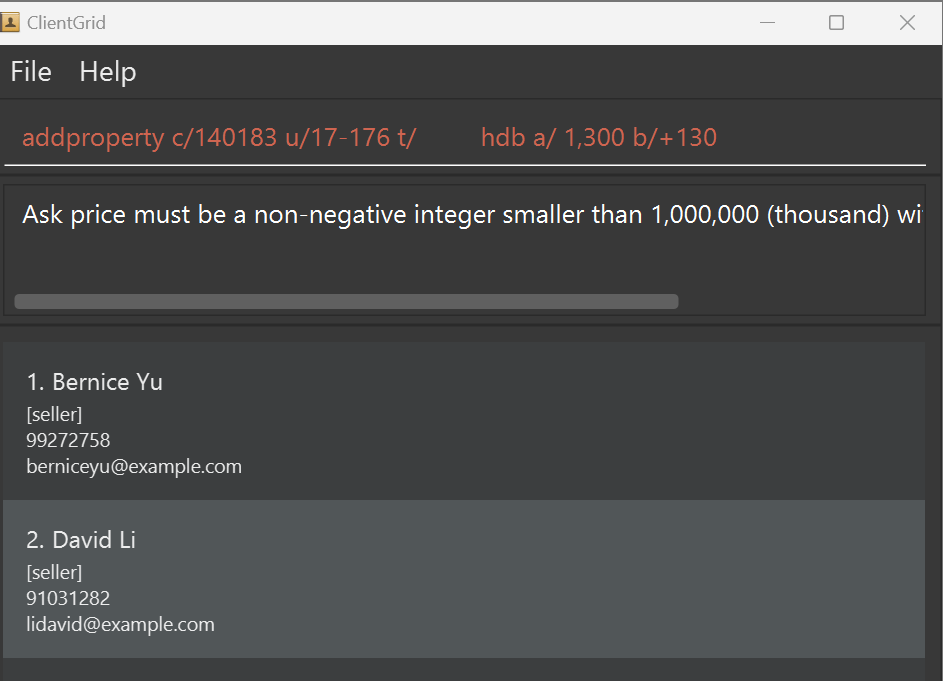 ClientGrid
File Help
addproperty c/140183 u/17-176 t/ hdb a/ 1,300 b/+130
Ask price must be a non-negative integer smaller than 1,000,000 (thousand) wi
1. Bernice Yu
[seller]
99272758
berniceyu@example.com
2. David Li
[seller]
91031282
lidavid@example.com